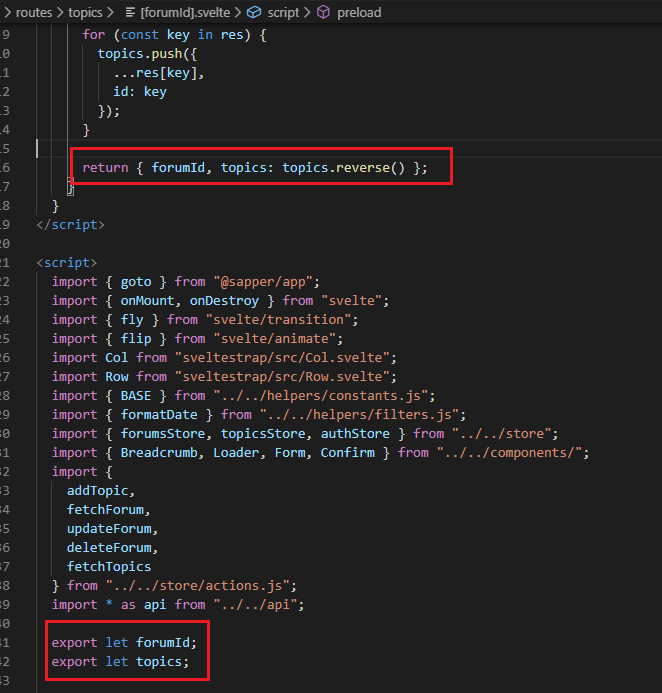 routes > topics > [forumId].svelte > script > preload
9 for (const key in res) {
10 topics.push({
11 ...res[key],
12 id: key
13 });
14 }
15
16 return { forumId, topics: topics.reverse() };
17 }
18 }
19 </script>
20
21 <script>
22 import { goto } from "@sapper/app";
23 import { onMount, onDestroy } from "svelte";
24 import { fly } from "svelte/transition";
25 import { flip } from "svelte/animate";
26 import Col from "sveltestrap/src/Col.svelte";
27 import Row from "sveltestrap/src/Row.svelte";
28 import { BASE } from "../../helpers/constants.js";
29 import { formatDate } from "../../helpers/filters.js";
30 import { forumsStore, topicsStore, authStore } from "../../store";
31 import { Breadcrumb, Loader, Form, Confirm } from "../../components/";
32 import {
33 addTopic,
34 fetchForum,
35 updateForum,
36 deleteForum,
37 fetchTopics
38 } from "../../store/actions.js";
39 import * as api from "../../api";
40
41 export let forumId;
42 export let topics;
43